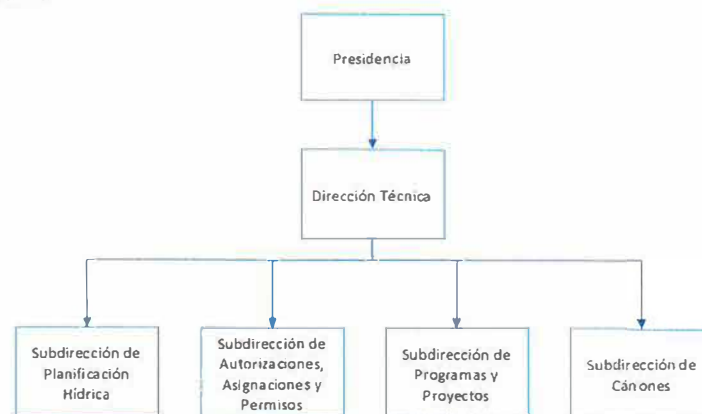 Presidencia
Dirección Técnica
Subdirección de
Planificación
Hídrica
Subdirección de
Autorizaciones,
Asignaciones y
Permisos
Subdirección de
Programas y
Proyectos
Subdirección de
Cánones